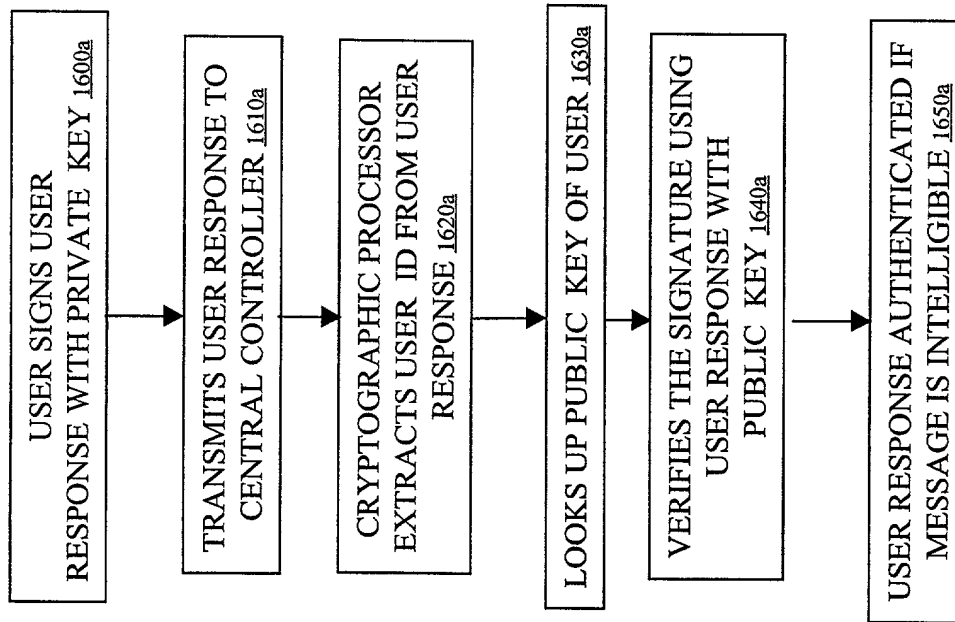 USER SIGNS USER
RESPONSE WITH PRIVATE KEY 1600a
TRANSMITS USER RESPONSE TO
CENTRAL CONTROLLER 1610a
CRYPTOGRAPHIC PROCESSOR
EXTRACTS USER ID FROM USER
RESPONSE 1620a
LOOKS UP PUBLIC KEY OF USER 1630a
VERIFIES THE SIGNATURE USING
USER RESPONSE WITH
PUBLIC KEY 1640a
USER RESPONSE AUTHENTICATED IF
MESSAGE IS INTELLIGIBLE 1650a